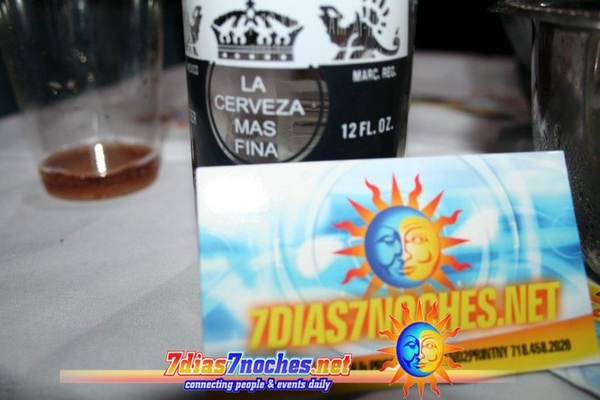 LA
CERVEZA
MAS
FINA
MARC. REG.
12 FL. OZ.
7DIAS7NOCHES.NET
718.458.2020
7dias7noches.net
connecting people & events daily